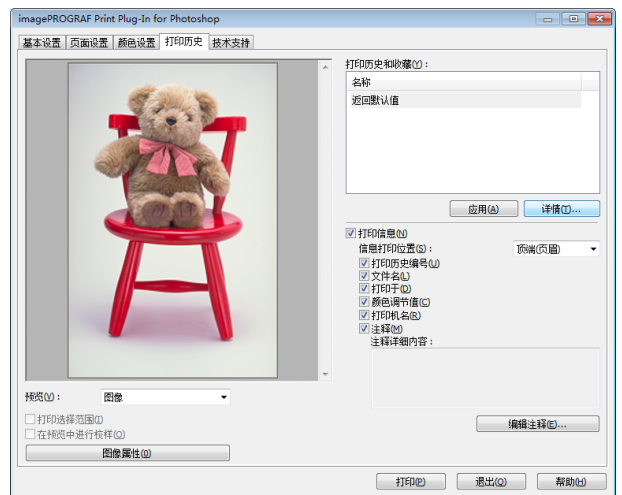 imagePROGRAF Print Plug-In for Photoshop
基本设置 页面设置 颜色设置 打印历史 技术支持
打印历史和收藏(Y)：
名称
返回默认值
应用(A) 详情(T)...
打印信息(N)
信息打印位置(S)： 顶端(页眉)
打印历史编号(U)
文件名(L)
打印于(D)
颜色调节值(C)
打印机名(R)
注释(M)
注释详细内容：
预览(V)： 图像
打印选择范围(I)
在预览中进行校样(O)
编辑注释(E)...
图像属性(0)
打印(P) 退出(Q) 帮助(H)